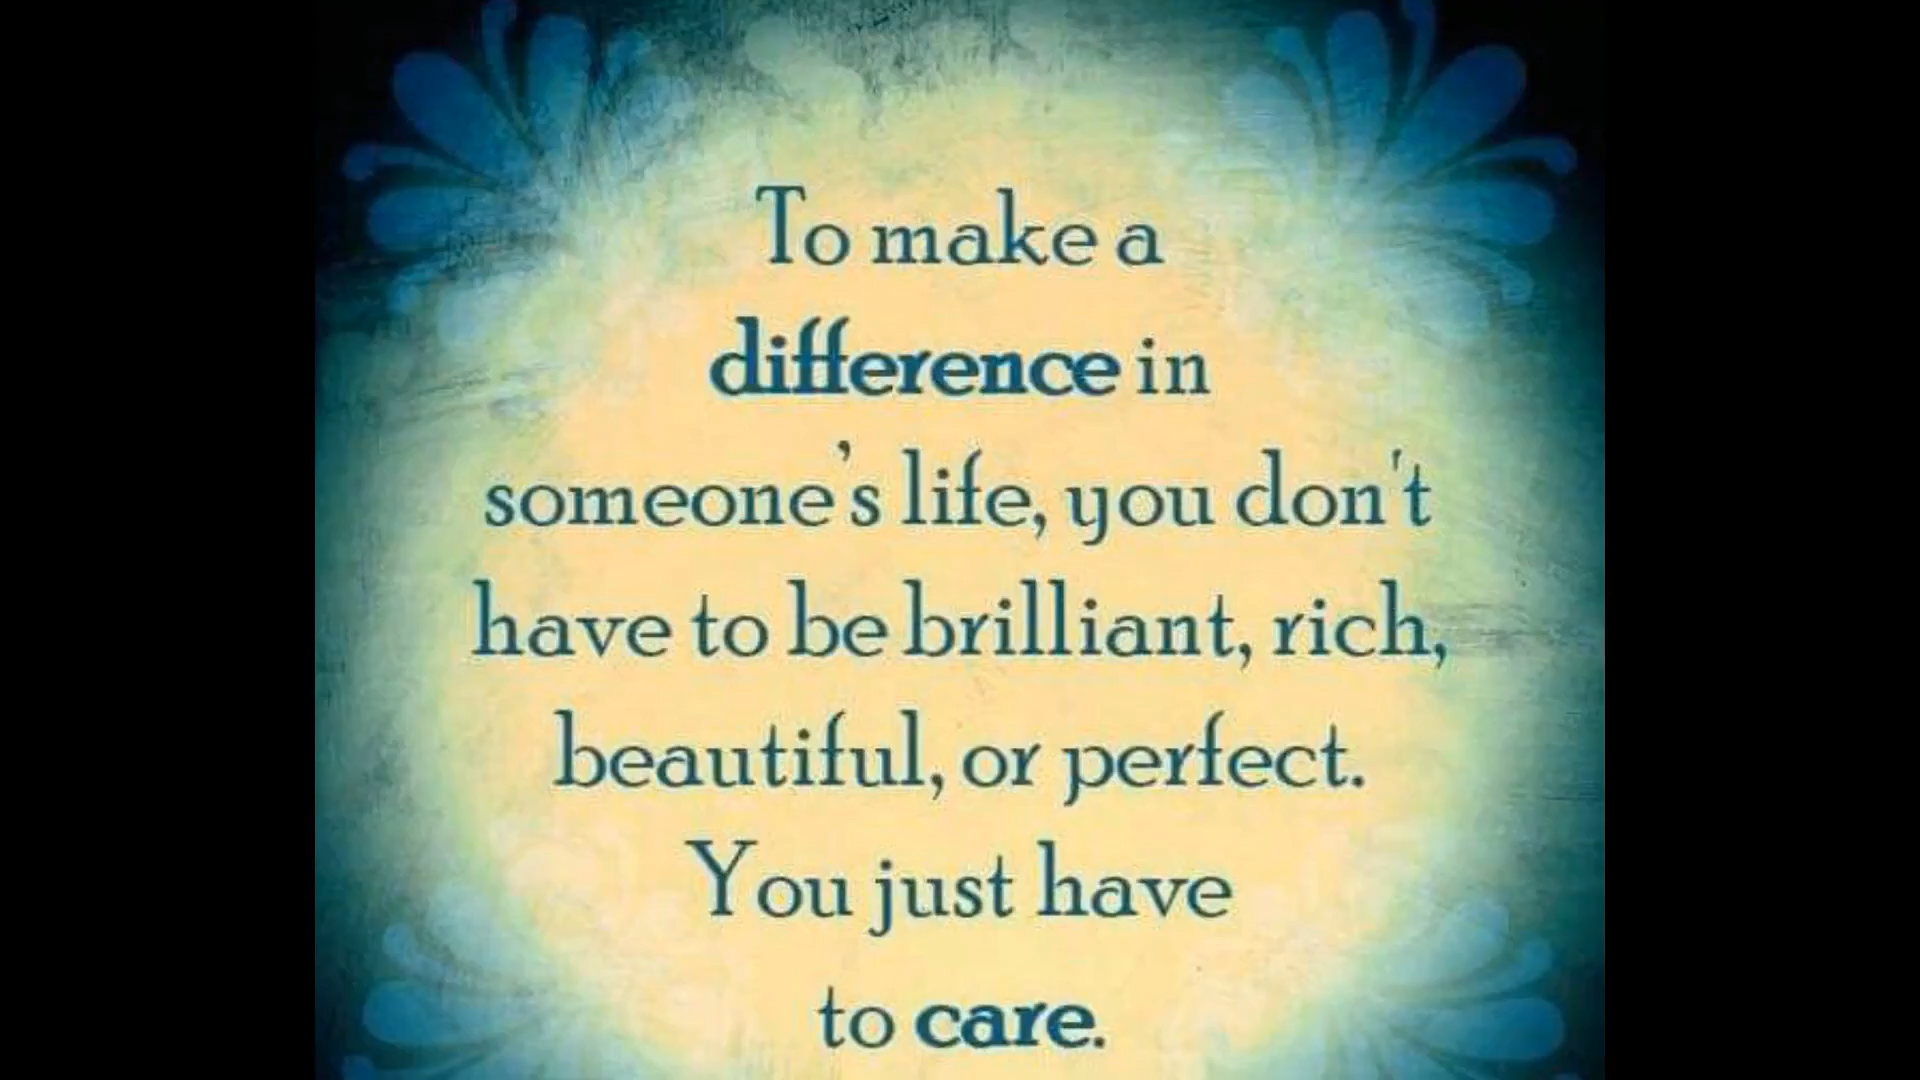 To make a
difference in
someone's life, you don't
have to be brilliant, rich,
beautiful, or perfect.
You just have
to care.